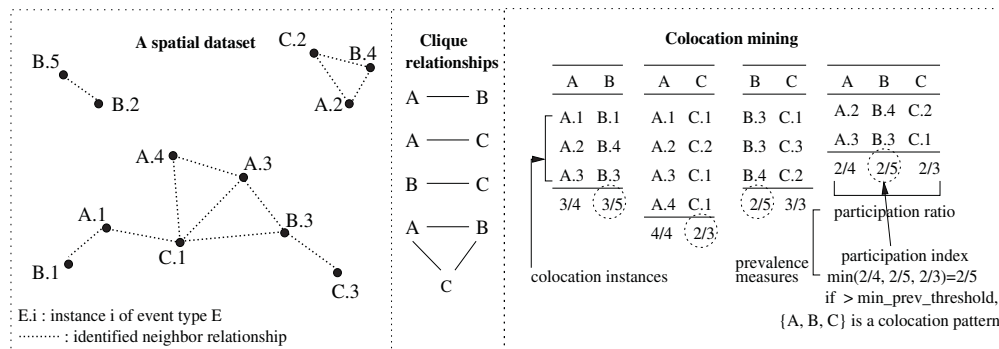 A spatial dataset
C.2
B.4
A.2
B.5
B.2
A.4
A.3
A.1
B.3
C.1
B.1
C.3
E.i : instance i of event type E
: identified neighbor relationship
Clique
relationships
A B
A C
B C
A B
C
Colocation mining
A B
A.1 B.1
A.2 B.4
A.3 B.3
3/4 3/5
A C
A.1 C.1
A.2 C.2
A.3 C.1
A.4 C.1
4/4 2/3
B C
B.3 C.1
B.3 C.3
B.4 C.2
2/5 3/3
A B C
A.2 B.4 C.2
A.3 B.3 C.1
2/4 2/5 2/3
colocation instances
prevalence
measures
participation ratio
participation index
min(2/4, 2/5, 2/3)=2/5
if > min_prev_threshold,
{A, B, C} is a colocation pattern